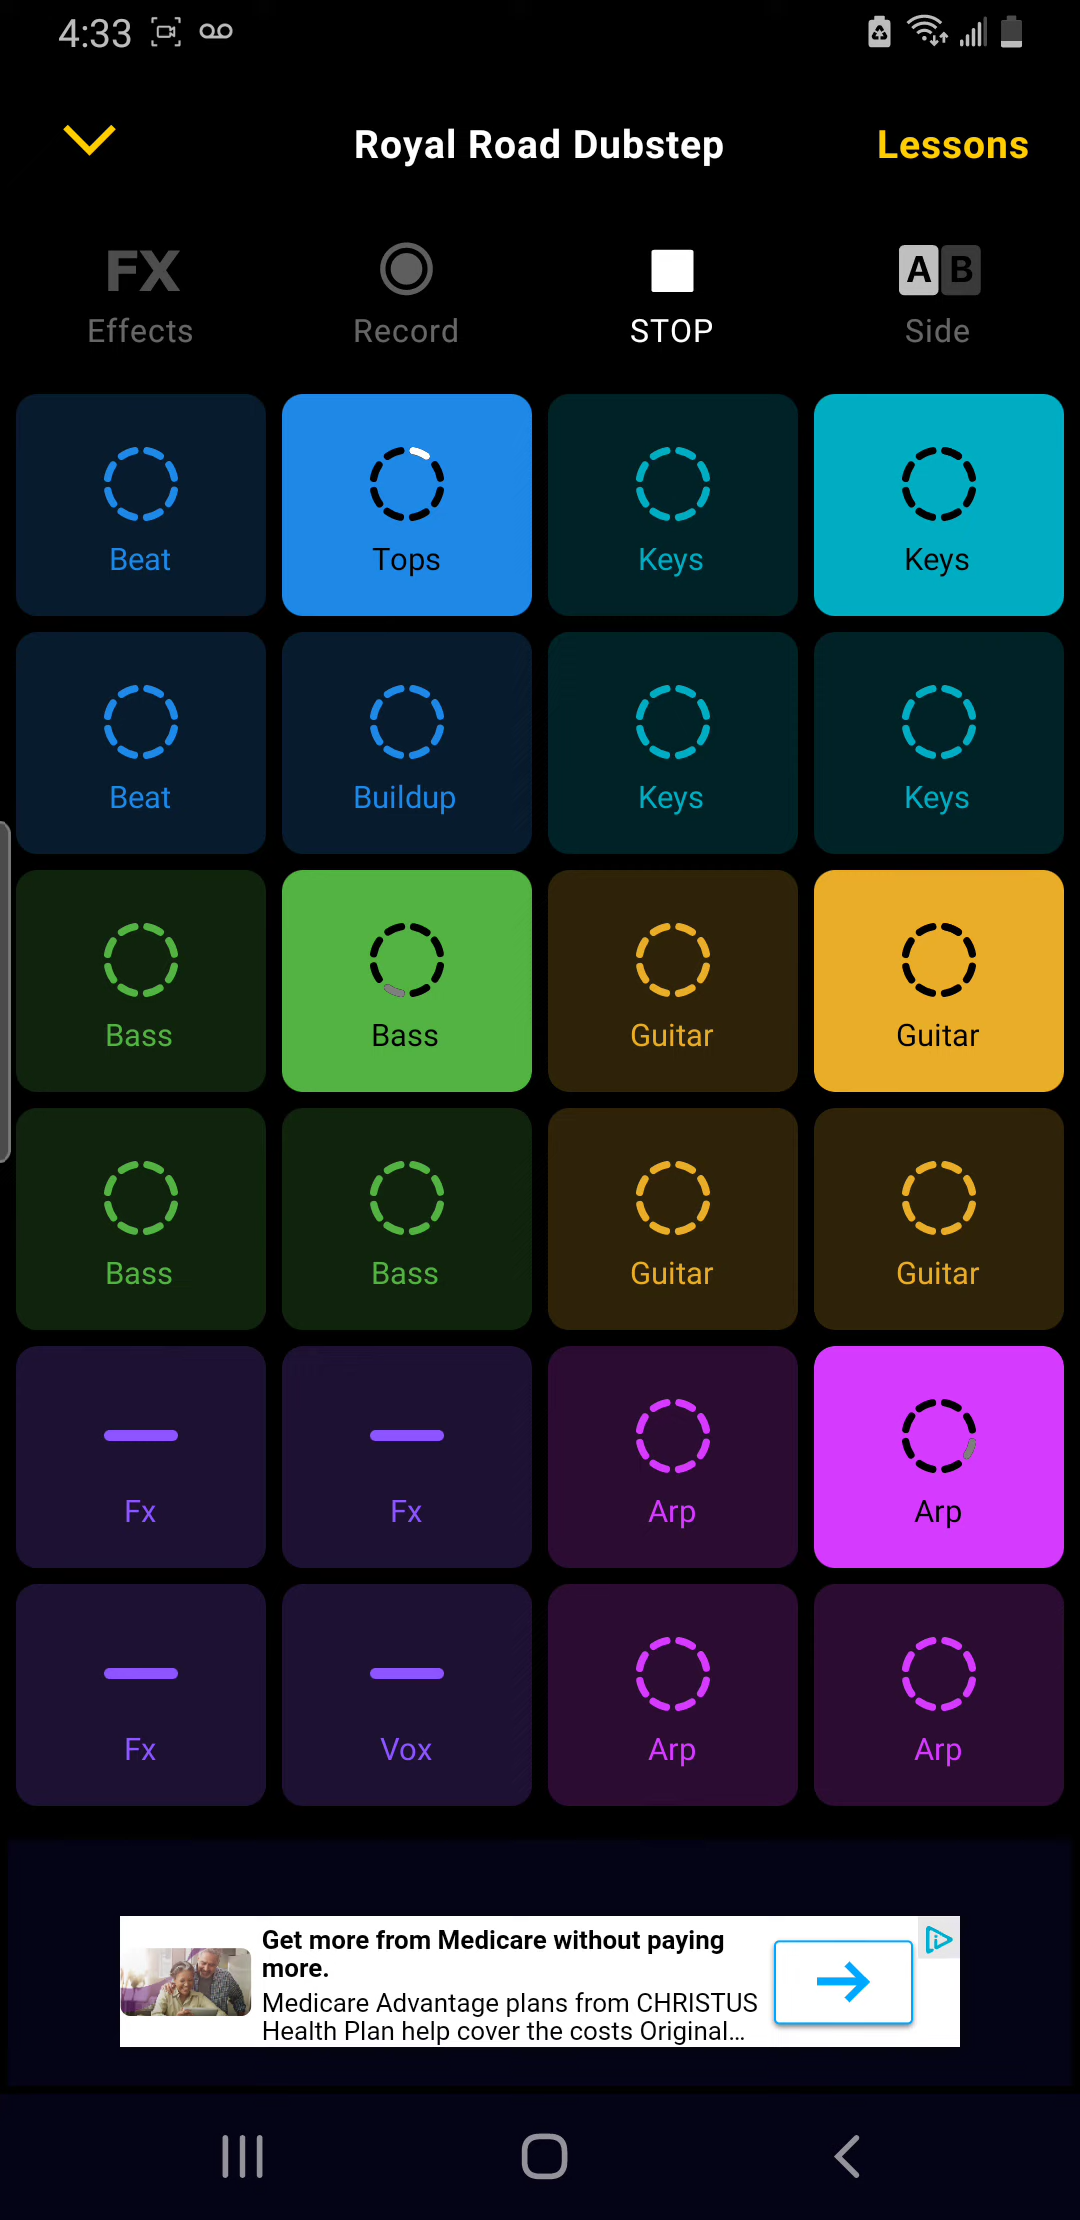 4:33
Royal Road Dubstep
Lessons
FX
A B
Effects
Record
STOP
Side
Beat
Tops
Keys
Keys
Beat
Buildup
Keys
Keys
Bass
Bass
Guitar
Guitar
Bass
Bass
Guitar
Guitar
Fx
Fx
Arp
Arp
Fx
Vox
Arp
Arp
Get more from Medicare without paying
more.
Medicare Advantage plans from CHRISTUS
Health Plan help cover the costs Original...